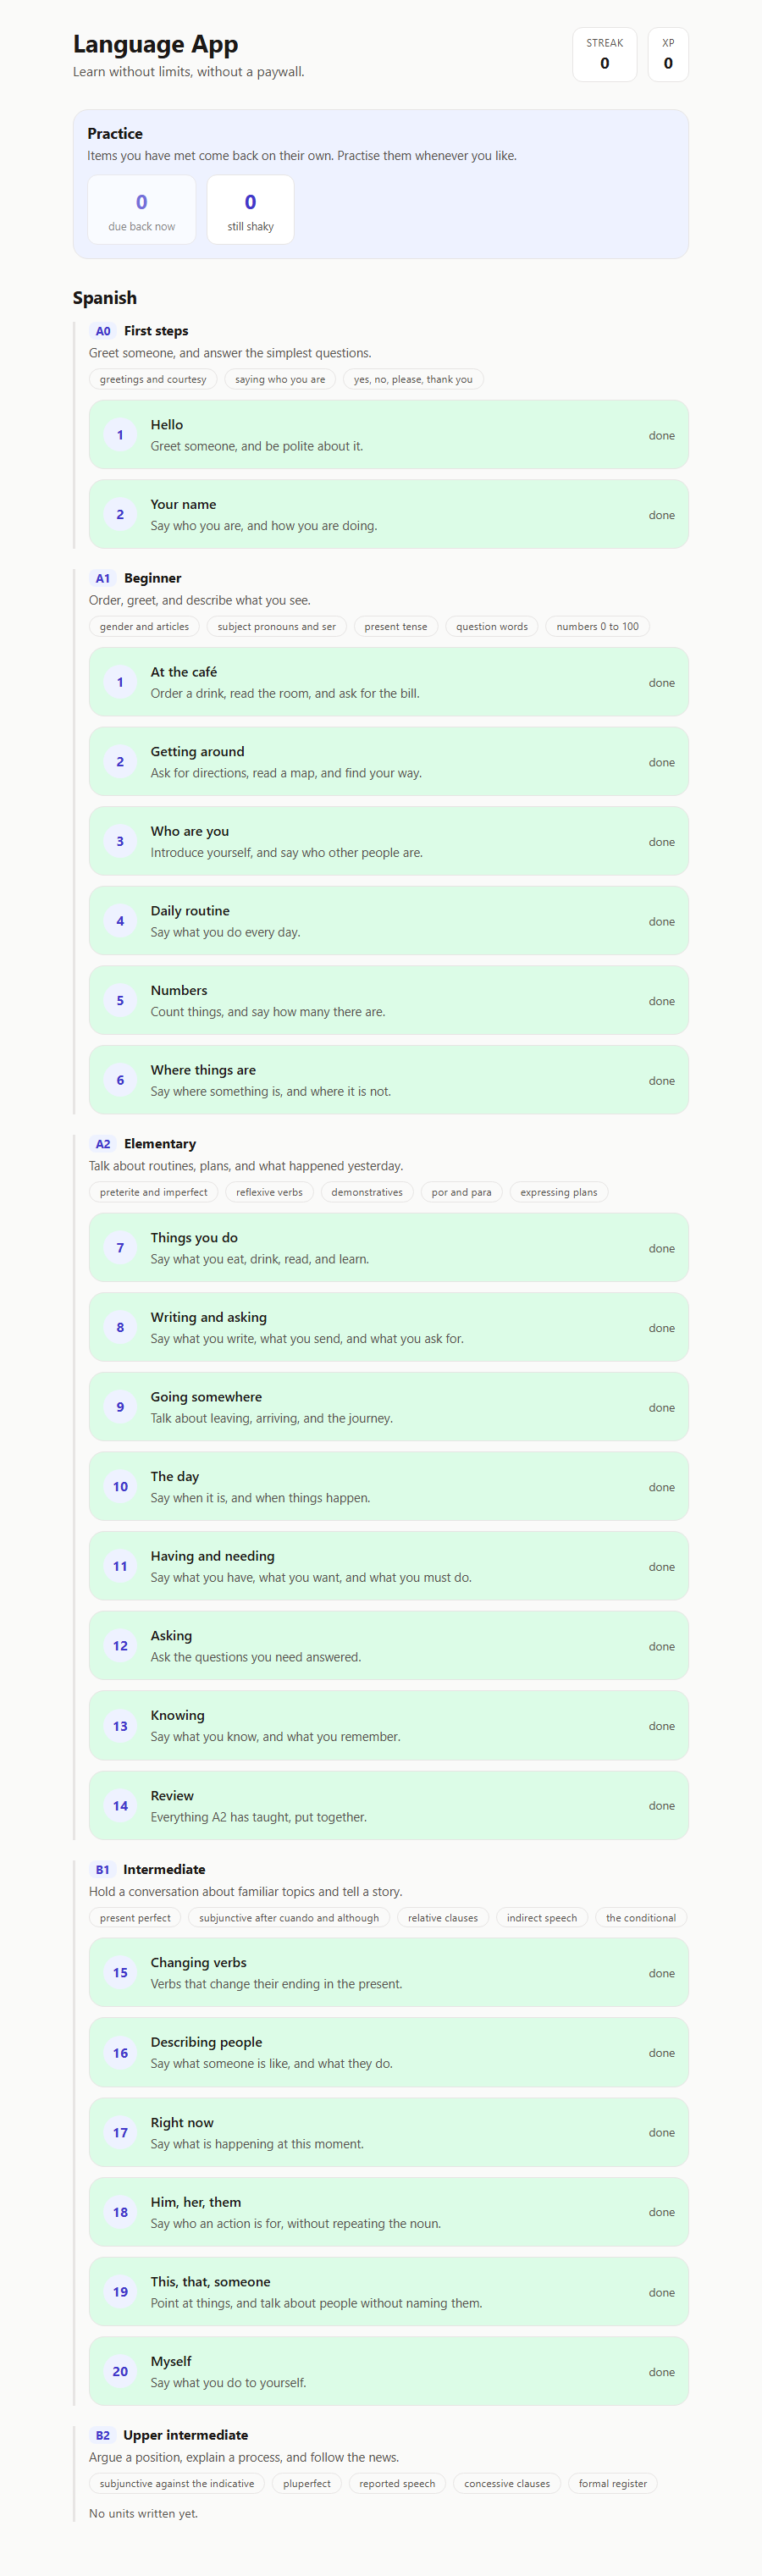 Language App
Learn without limits, without a paywall.
STREAK
0
XP
0
Practice
Items you have met come back on their own. Practise them whenever you like.
0
due back now
0
still shaky
Spanish
A0 First steps
Greet someone, and answer the simplest questions.
greetings and courtesy saying who you are yes, no, please, thank you
1
Hello
Greet someone, and be polite about it.
done
2
Your name
Say who you are, and how you are doing.
done
A1 Beginner
Order, greet, and describe what you see.
gender and articles subject pronouns and ser present tense question words numbers 0 to 100
1
At the café
Order a drink, read the room, and ask for the bill.
done
2
Getting around
Ask for directions, read a map, and find your way.
done
3
Who are you
Introduce yourself, and say who other people are.
done
4
Daily routine
Say what you do every day.
done
5
Numbers
Count things, and say how many there are.
done
6
Where things are
Say where something is, and where it is not.
done
A2 Elementary
Talk about routines, plans, and what happened yesterday.
preterite and imperfect reflexive verbs demonstratives por and para expressing plans
7
Things you do
Say what you eat, drink, read, and learn.
done
8
Writing and asking
Say what you write, what you send, and what you ask for.
done
9
Going somewhere
Talk about leaving, arriving, and the journey.
done
10
The day
Say when it is, and when things happen.
done
11
Having and needing
Say what you have, what you want, and what you must do.
done
12
Asking
Ask the questions you need answered.
done
13
Knowing
Say what you know, and what you remember.
done
14
Review
Everything A2 has taught, put together.
done
B1 Intermediate
Hold a conversation about familiar topics and tell a story.
present perfect subjunctive after cuando and although relative clauses indirect speech the conditional
15
Changing verbs
Verbs that change their ending in the present.
done
16
Describing people
Say what someone is like, and what they do.
done
17
Right now
Say what is happening at this moment.
done
18
Him, her, them
Say who an action is for, without repeating the noun.
done
19
This, that, someone
Point at things, and talk about people without naming them.
done
20
Myself
Say what you do to yourself.
done
B2 Upper intermediate
Argue a position, explain a process, and follow the news.
subjunctive against the indicative pluperfect reported speech concessive clauses formal register
No units written yet.